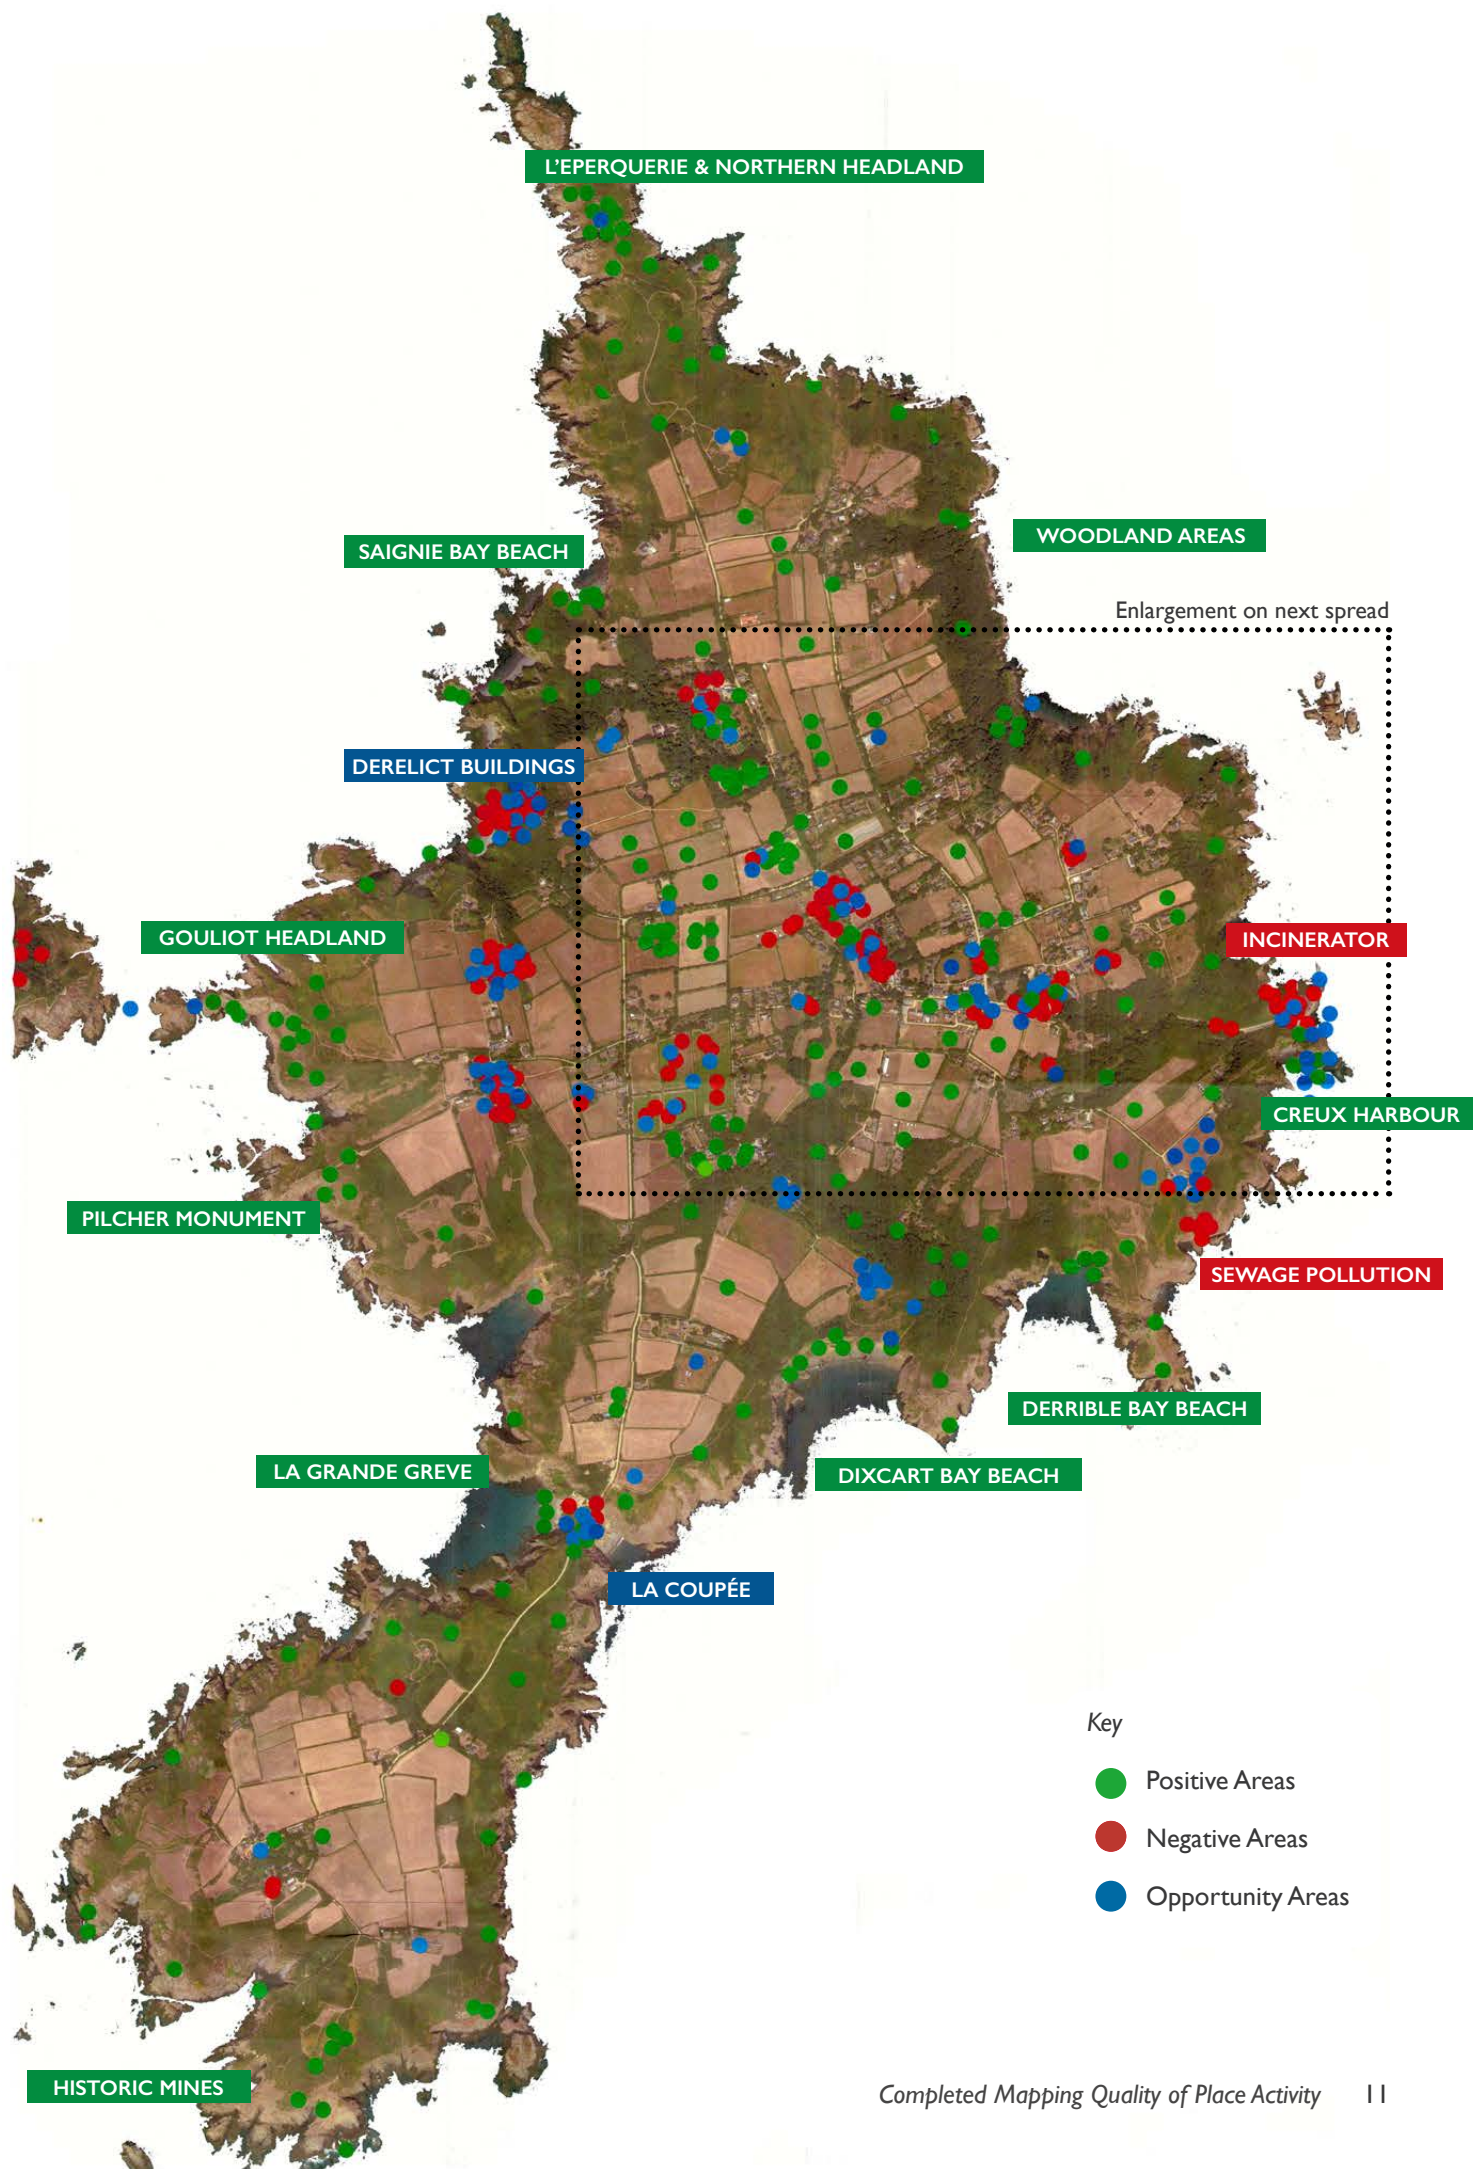 L'EPERQUERIE & NORTHERN HEADLAND
WOODLAND AREAS
SAIGNIE BAY BEACH
Enlargement on next spread
DERELICT BUILDINGS
GOULIOT HEADLAND
INCINERATOR
CREUX HARBOUR
PILCHER MONUMENT
SEWAGE POLLUTION
DERRIBLE BAY BEACH
LA GRANDE GREVE
DIXCART BAY BEACH
LA COUPÉE
Key
Positive Areas
Negative Areas
Opportunity Areas
HISTORIC MINES
Completed Mapping Quality of Place Activity 11